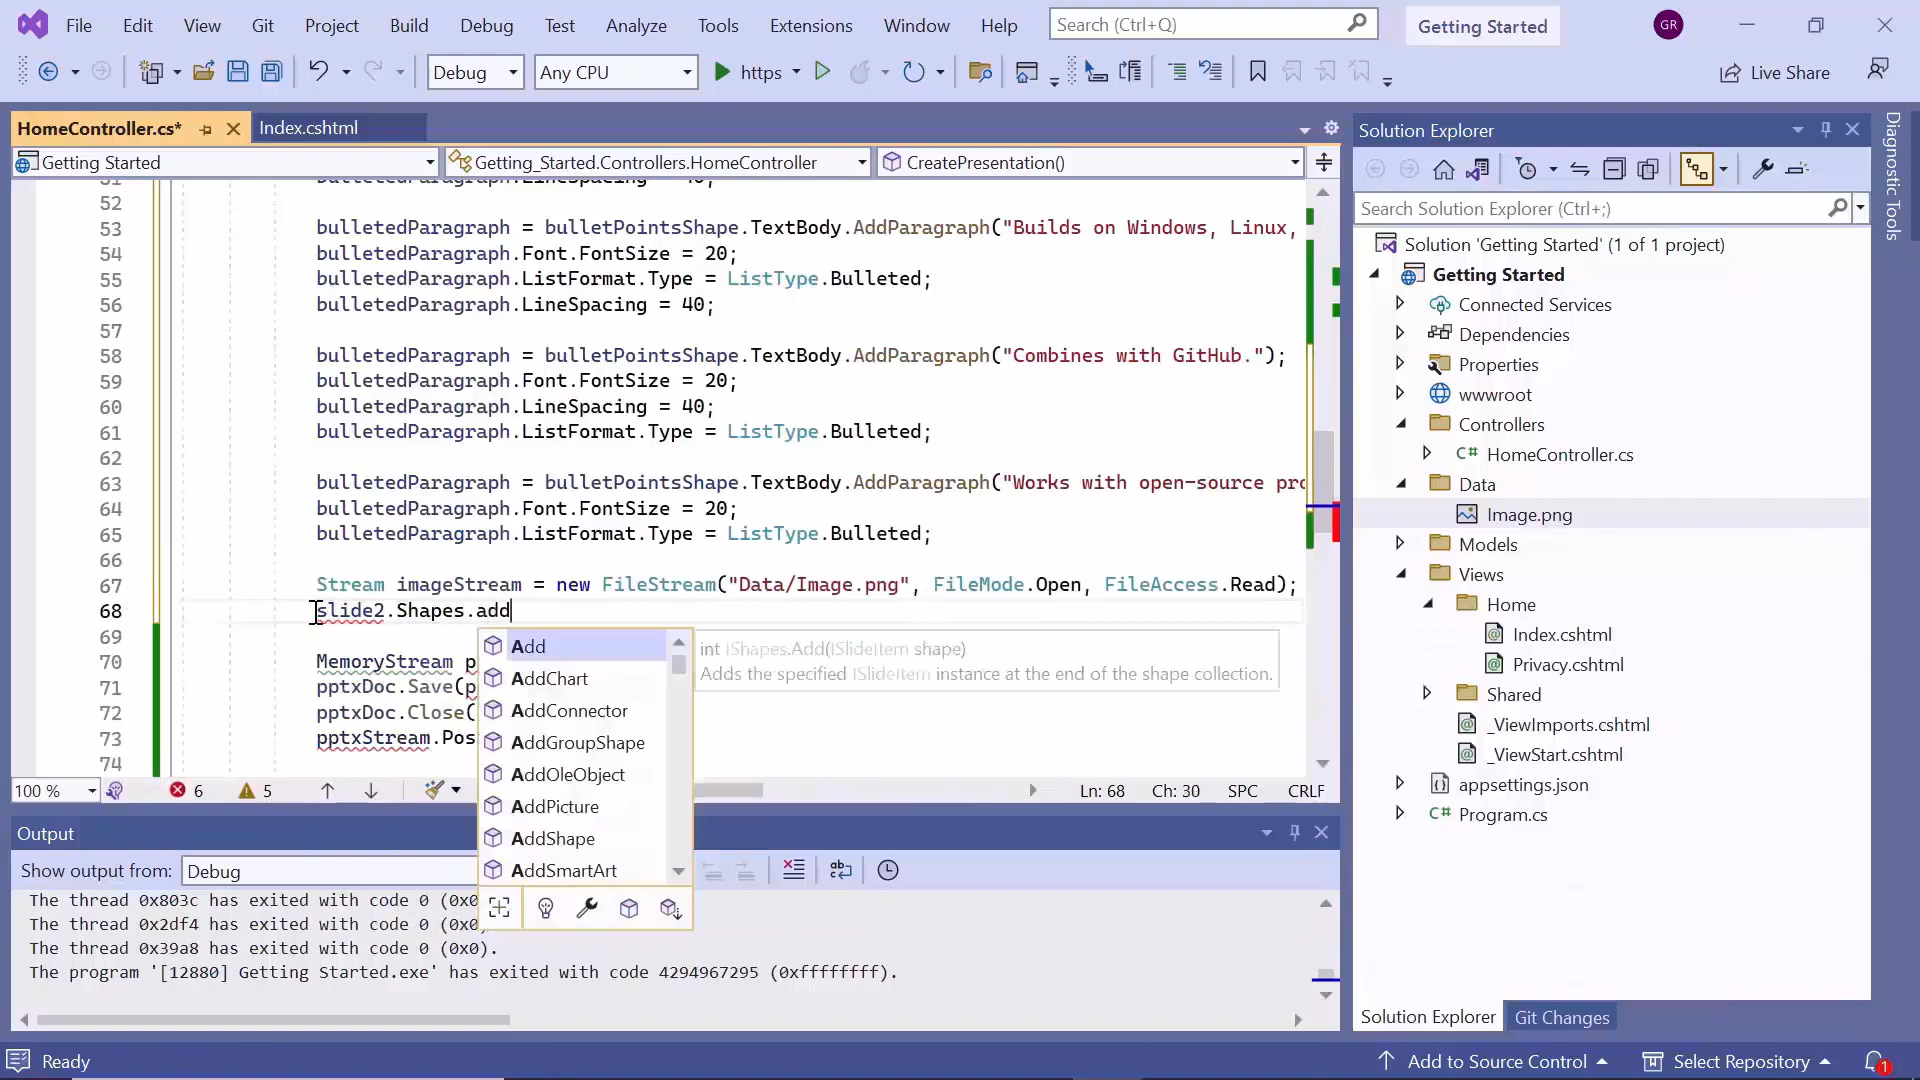 File Edit View Git Project Build Debug Test Analyze Tools Extensions Window Help Search (Ctrl+Q) Getting Started GR
Debug Any CPU https Live Share
HomeController.cs* Index.cshtml
Getting Started Getting_Started.Controllers.HomeController CreatePresentation()
52
53 bulletedParagraph = bulletPointsShape.TextBody.AddParagraph("Builds on Windows, Linux,
54 bulletedParagraph.Font.FontSize = 20;
55 bulletedParagraph.ListFormat.Type = ListType.Bulleted;
56 bulletedParagraph.LineSpacing = 40;
57
58 bulletedParagraph = bulletPointsShape.TextBody.AddParagraph("Combines with GitHub.");
59 bulletedParagraph.Font.FontSize = 20;
60 bulletedParagraph.LineSpacing = 40;
61 bulletedParagraph.ListFormat.Type = ListType.Bulleted;
62
63 bulletedParagraph = bulletPointsShape.TextBody.AddParagraph("Works with open-source pro
64 bulletedParagraph.Font.FontSize = 20;
65 bulletedParagraph.ListFormat.Type = ListType.Bulleted;
66
67 Stream imageStream = new FileStream("Data/Image.png", FileMode.Open, FileAccess.Read);
68 slide2.Shapes.add
69
70 MemoryStream p
71 pptxDoc.Save(p
72 pptxDoc.Close(
73 pptxStream.Pos
74
Add
AddChart
AddConnector
AddGroupShape
AddOleObject
AddPicture
AddShape
AddSmartArt
int IShapes.Add(ISlideItem shape)
Adds the specified ISlideItem instance at the end of the shape collection.
100 % 6 5 Ln: 68 Ch: 30 SPC CRLF
Output
Show output from: Debug
The thread 0x803c has exited with code 0 (0x0
The thread 0x2df4 has exited with code 0 (0x0
The thread 0x39a8 has exited with code 0 (0x0).
The program '[12880] Getting Started.exe' has exited with code 4294967295 (0xffffffff).
Solution Explorer
Search Solution Explorer (Ctrl+;)
Solution 'Getting Started' (1 of 1 project)
Getting Started
Connected Services
Dependencies
Properties
wwwroot
Controllers
C# HomeController.cs
Data
Image.png
Models
Views
Home
Index.cshtml
Privacy.cshtml
Shared
_ViewImports.cshtml
_ViewStart.cshtml
appsettings.json
C# Program.cs
Solution Explorer Git Changes
Diagnostic Tools
Ready Add to Source Control Select Repository 1